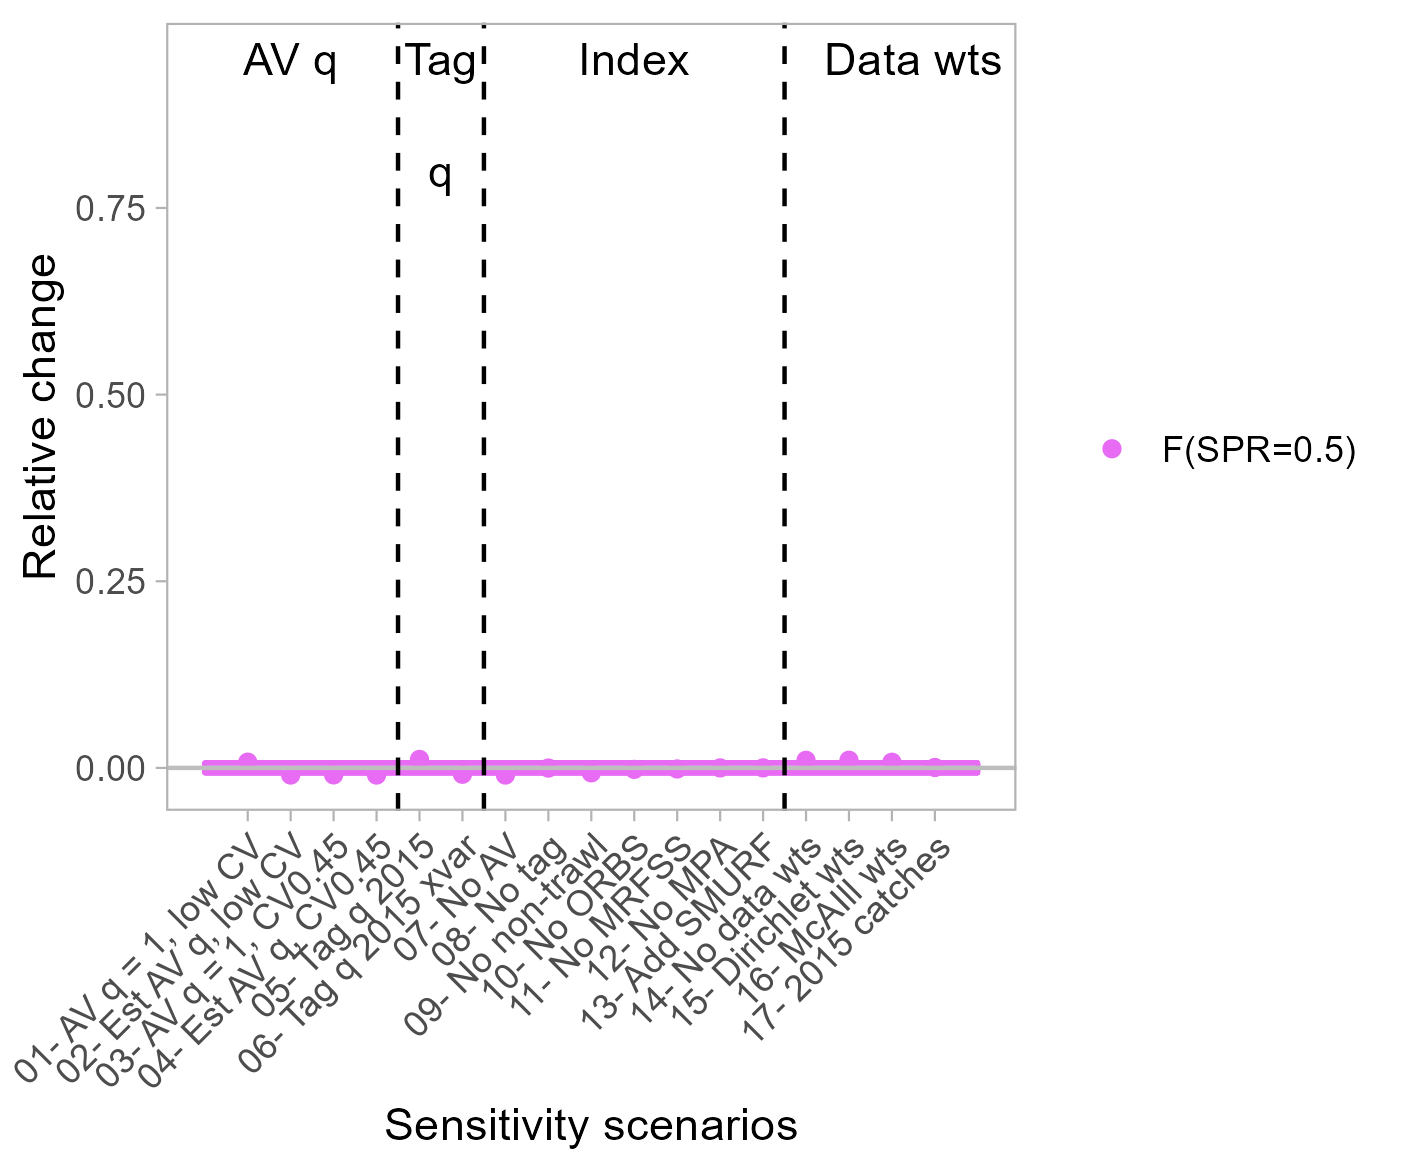 AV q
Tag
q
Index
Data wts
0.75
0.50
0.25
0.00
Relative change
F(SPR=0.5)
01- AV q = 1, low CV
02- Est AV q, low CV
03- AV q = 1, CV0.45
04- Est AV q, CV0.45
05- Tag q 2015
06- Tag q 2015 xvar
07- No AV
08- No tag
09- No non-trawl
10- No ORBS
11- No MRFSS
12- No MPA
13- Add SMURF
14- No data wts
15- Dirichlet wts
16- McAlll wts
17- 2015 catches
Sensitivity scenarios